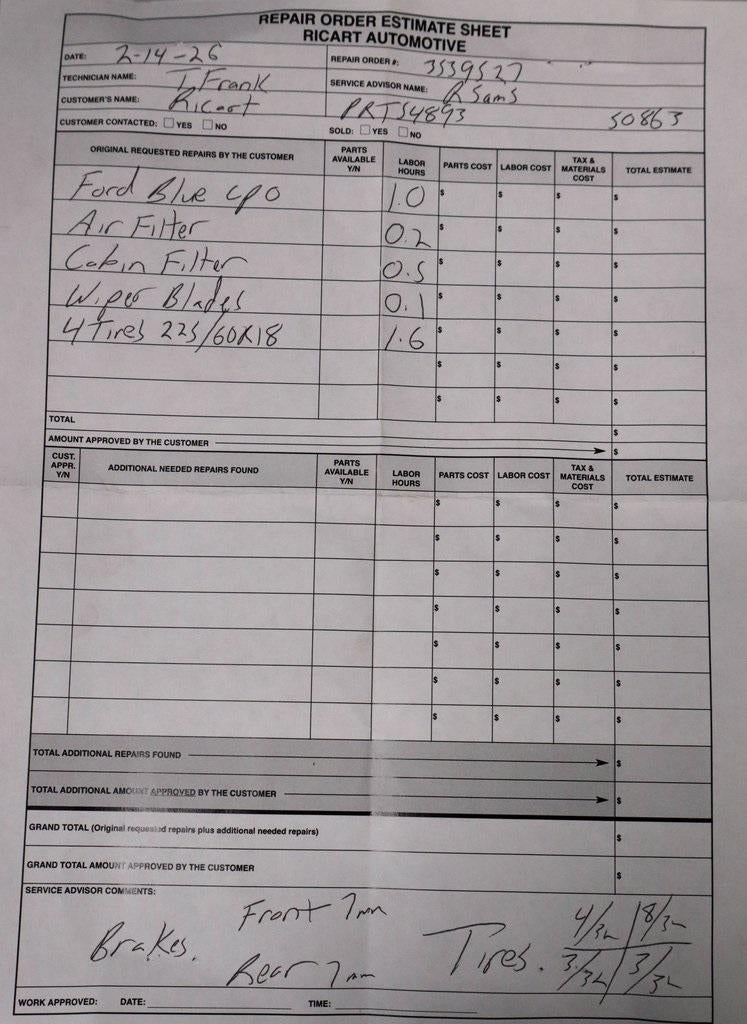 REPAIR ORDER ESTIMATE SHEET
RICART AUTOMOTIVE
DATE: 2-14-26 REPAIR ORDER #: 3539527
TECHNICIAN NAME: T Frank SERVICE ADVISOR NAME: R Sams
CUSTOMER'S NAME: Ricart PRTS4893 50863
CUSTOMER CONTACTED: ☐ YES ☐ NO SOLD: ☐ YES ☐ NO
ORIGINAL REQUESTED REPAIRS BY THE CUSTOMER PARTS AVAILABLE Y/N LABOR HOURS PARTS COST LABOR COST TAX & MATERIALS COST TOTAL ESTIMATE
Ford Blue CPO 1.0 $ $ $ $
Air Filter 0.2 $ $ $ $
Cabin Filter 0.5 $ $ $ $
Wiper Blades 0.1 $ $ $ $
4 Tires 225/60R18 1.6 $ $ $ $
$ $ $ $
$ $ $ $
TOTAL $
AMOUNT APPROVED BY THE CUSTOMER $
CUST. APPR. Y/N ADDITIONAL NEEDED REPAIRS FOUND PARTS AVAILABLE Y/N LABOR HOURS PARTS COST LABOR COST TAX & MATERIALS COST TOTAL ESTIMATE
$ $ $ $
$ $ $ $
$ $ $ $
$ $ $ $
$ $ $ $
$ $ $ $
$ $ $ $
TOTAL ADDITIONAL REPAIRS FOUND $
TOTAL ADDITIONAL AMOUNT APPROVED BY THE CUSTOMER $
GRAND TOTAL (Original requested repairs plus additional needed repairs) $
GRAND TOTAL AMOUNT APPROVED BY THE CUSTOMER $
SERVICE ADVISOR COMMENTS:
Brakes. Front 7mm
Rear 7mm
Tires. 4/32 8/32
3/32 3/32
WORK APPROVED: DATE: TIME: